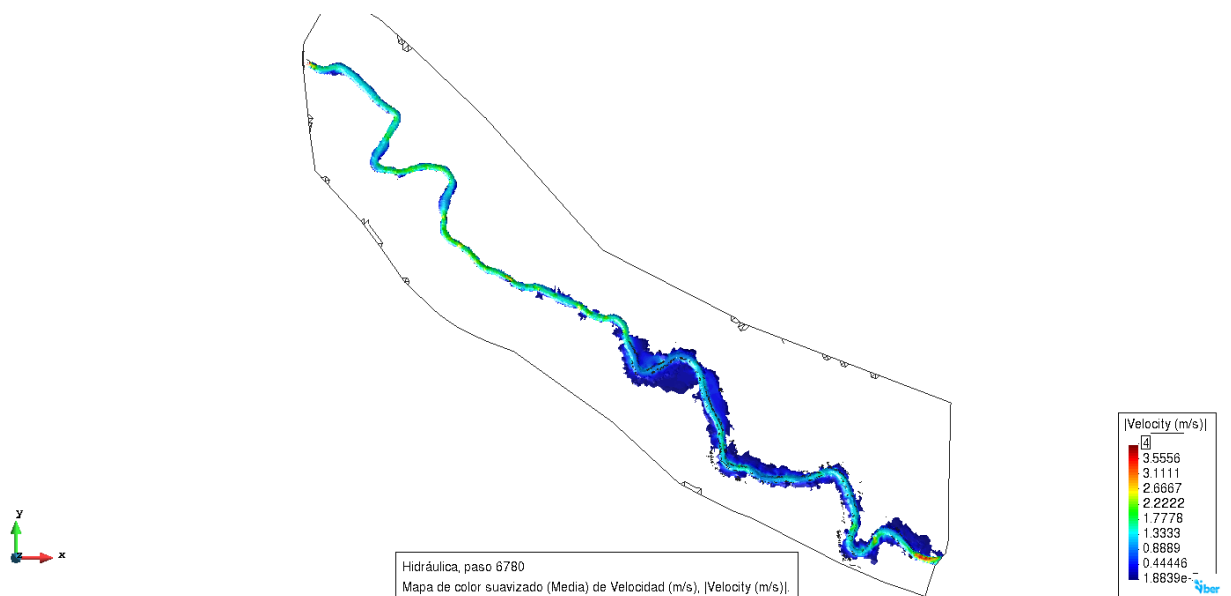 |Velocity (m/s)|
4
3.5556
3.1111
2.6667
2.2222
1.7778
1.3333
0.8889
0.44446
1.8839e-
y
z
x
Hidráulica, paso 6780
Mapa de color suavizado (Media) de Velocidad (m/s), |Velocity (m/s)|.
iber